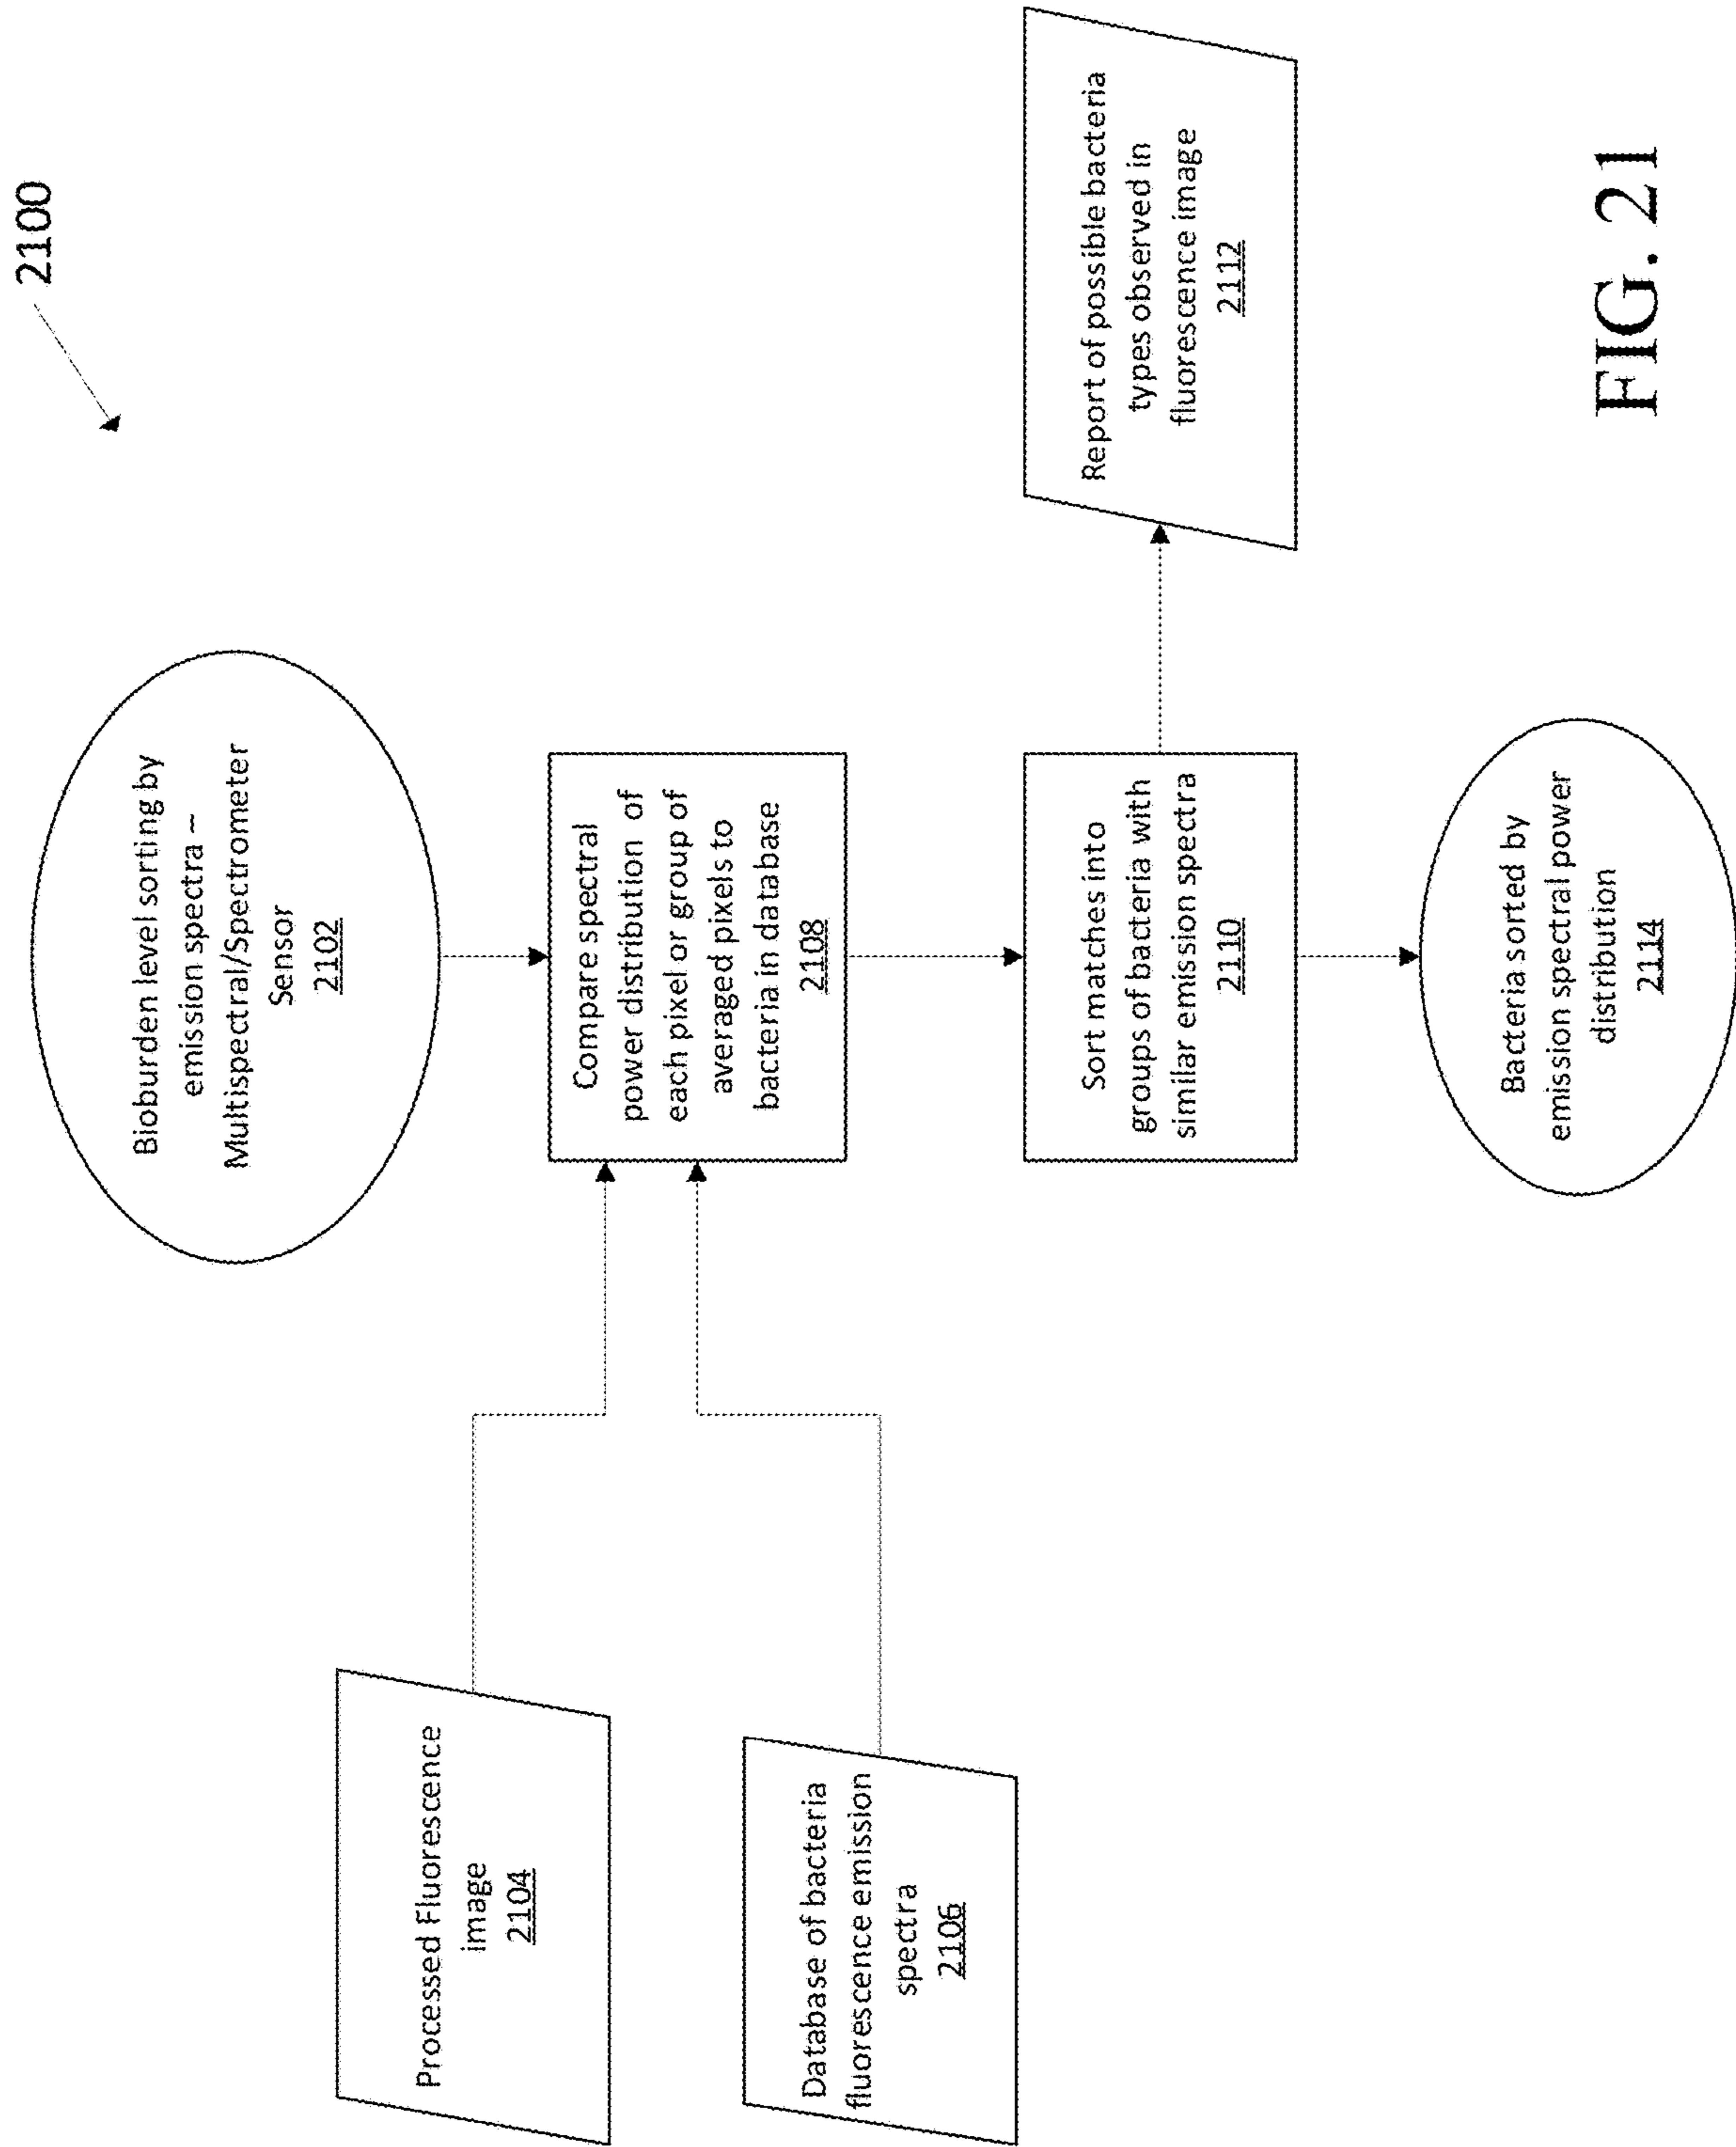 2100
Bioburden level sorting by
emission spectra –
Multispectral/Spectrometer
Sensor
2102
Processed Fluorescence
image
2104
Compare spectral
power distribution of
each pixel or group of
averaged pixels to
bacteria in database
2108
Database of bacteria
fluorescence emission
spectra
2106
Sort matches into
groups of bacteria with
similar emission spectra
2110
Report of possible bacteria
types observed in
fluorescence image
2112
Bacteria sorted by
emission spectral power
distribution
2114
FIG. 21